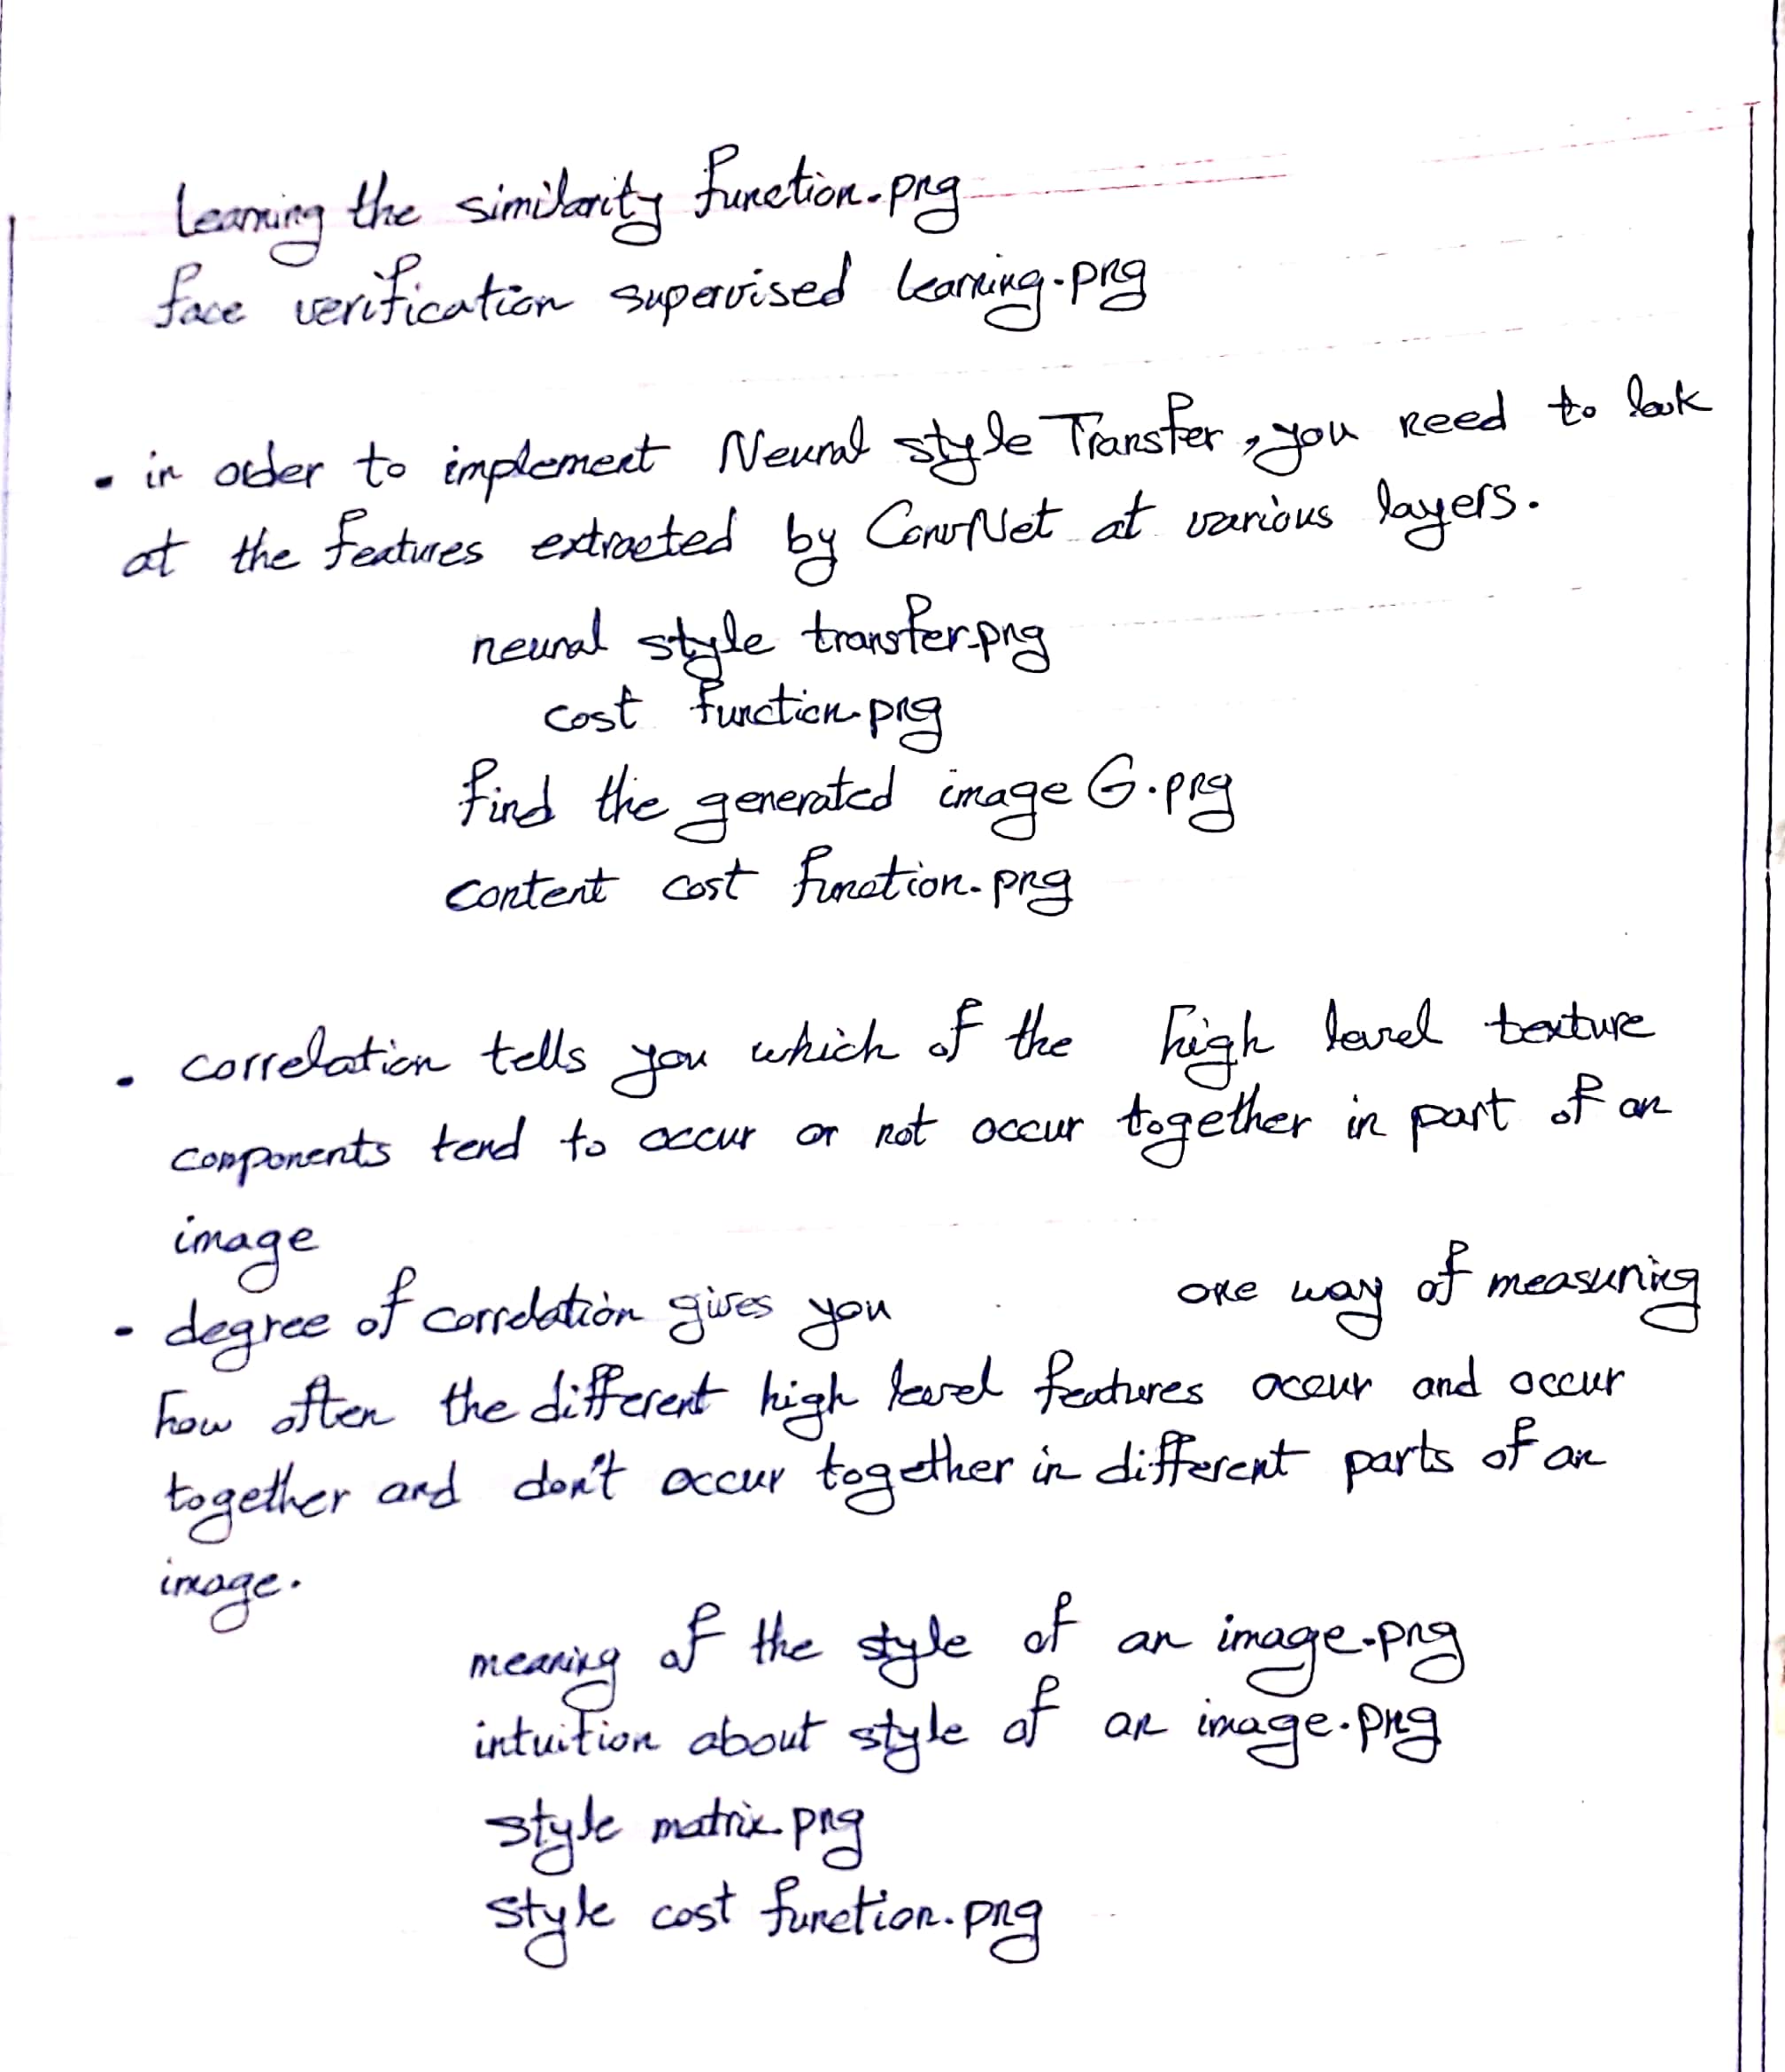 learning the similarity function.png
face verification supervised learning.png
• in oder to implement Neural style Transfer, you need to look
at the features extracted by ConvNet at various layers.
neural style transfer.png
cost function.png
find the generated image G.png
content cost function.png
• correlation tells you which of the high level texture
components tend to occur or not occur together in part of an
image
• degree of correlation gives you one way of measuring
how often the different high level features occur and occur
together and don't occur together in different parts of an
image.
meaning of the style of an image.png
intuition about style of an image.png
style matrix.png
style cost function.png